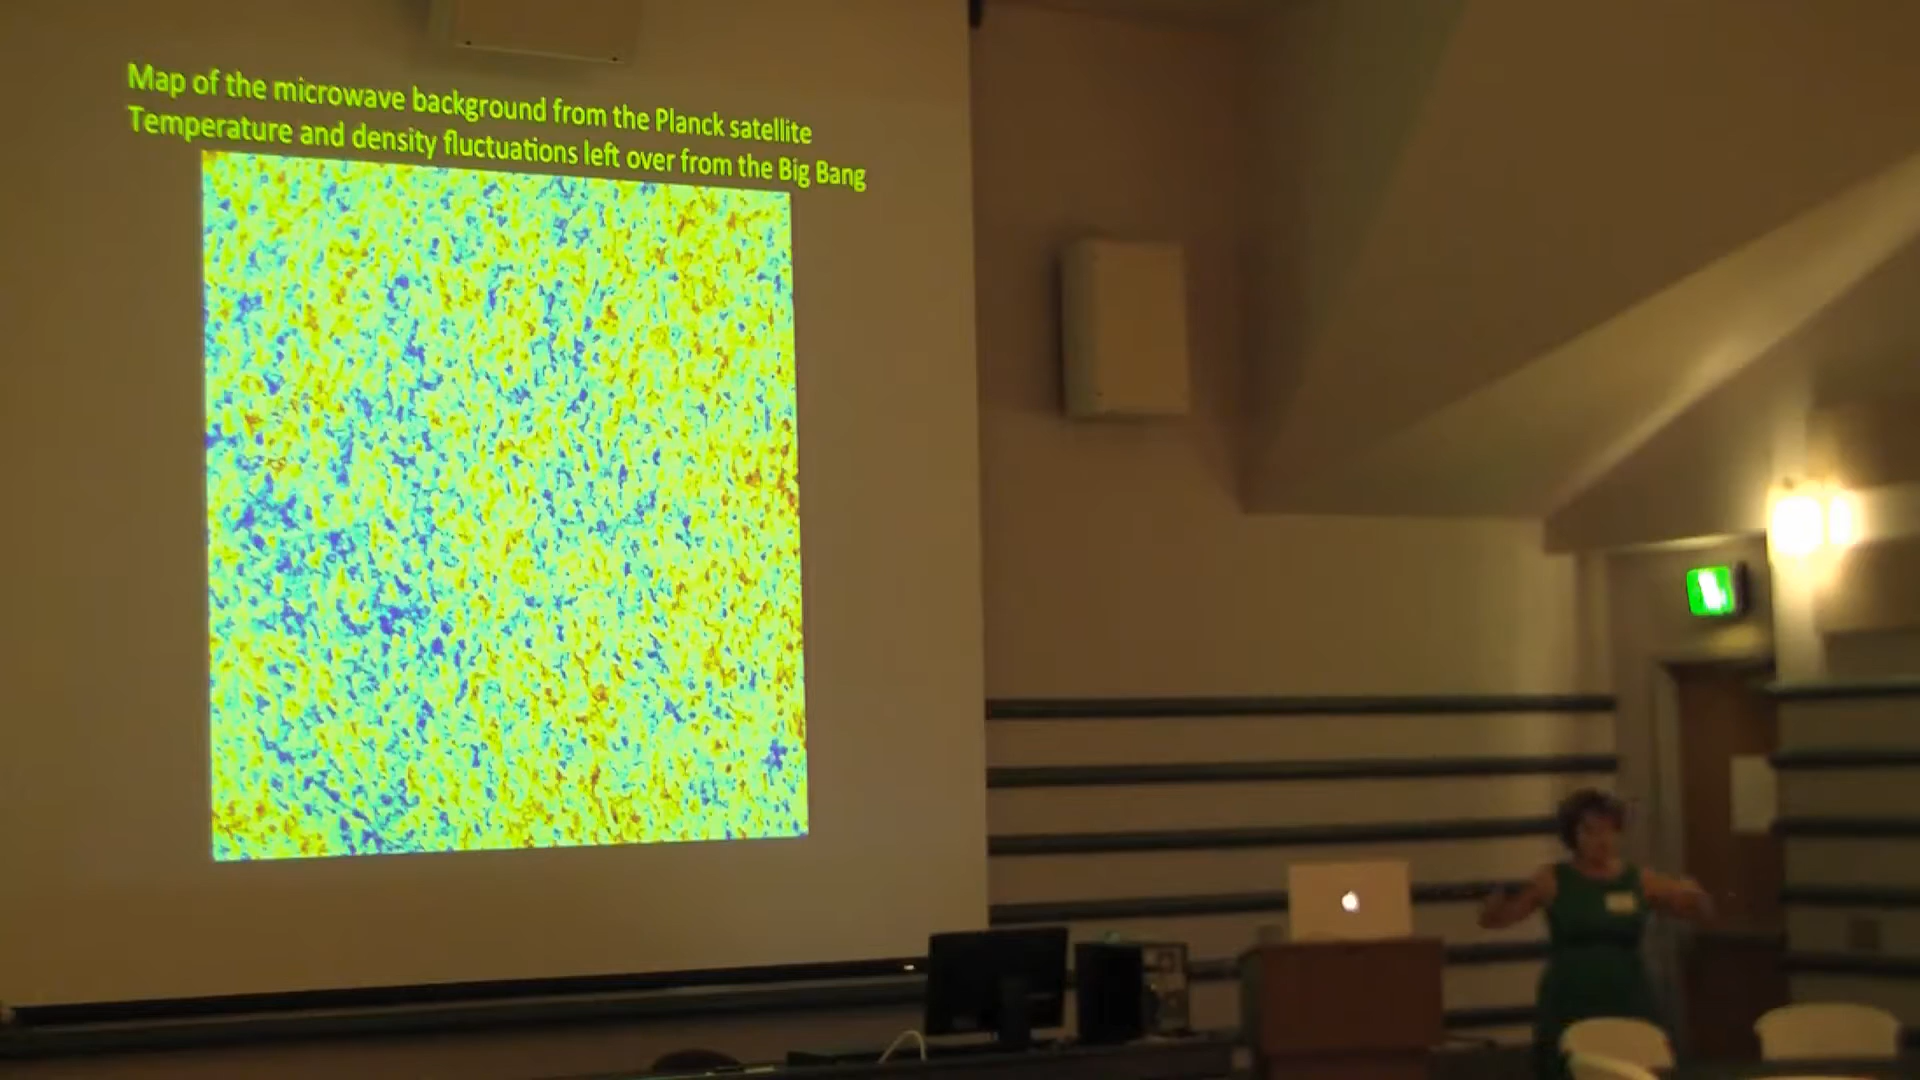 Map of the microwave background from the Planck satellite
Temperature and density fluctuations left over from the Big Bang